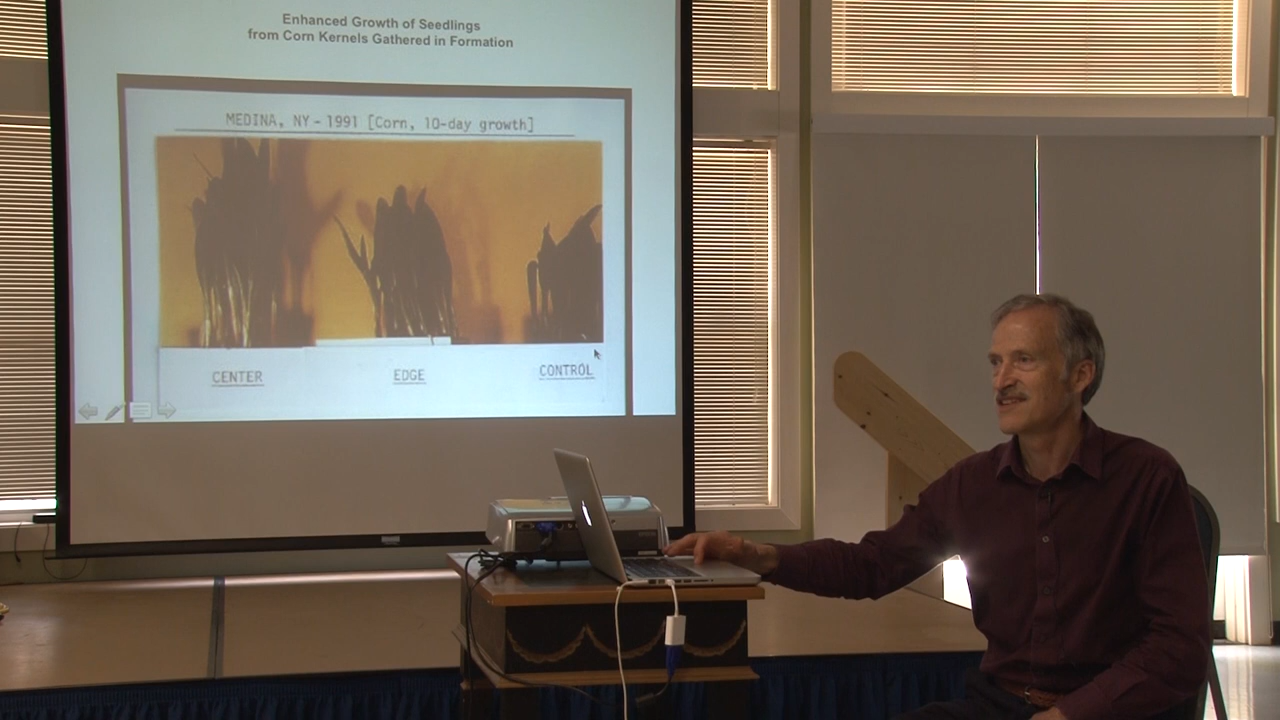 Enhanced Growth of Seedlings
from Corn Kernels Gathered in Formation
MEDINA, NY - 1991 [Corn, 10-day growth]
CENTER
EDGE
CONTROL